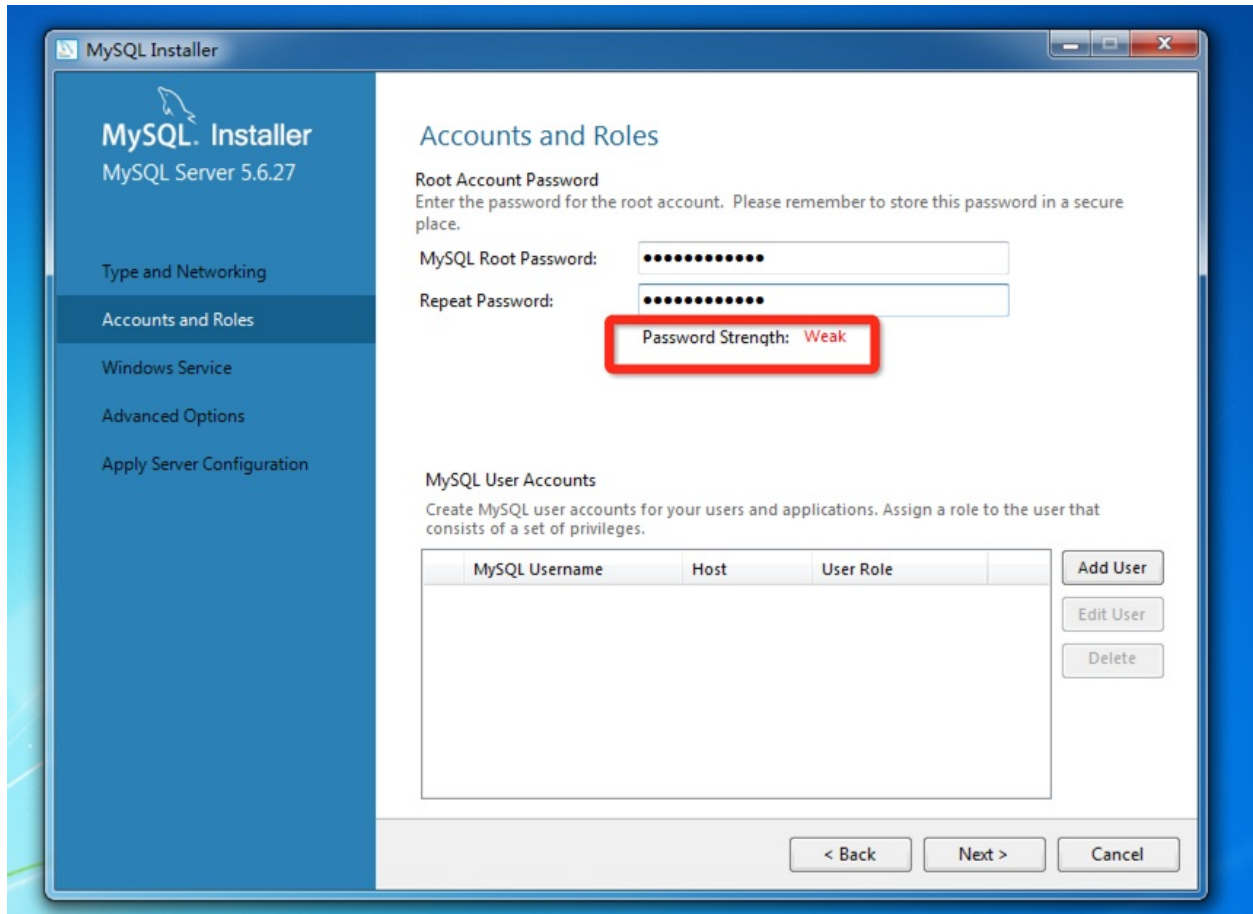 MySQL Installer
MySQL. Installer
MySQL Server 5.6.27
Type and Networking
Accounts and Roles
Windows Service
Advanced Options
Apply Server Configuration
Accounts and Roles
Root Account Password
Enter the password for the root account. Please remember to store this password in a secure
place.
MySQL Root Password: ●●●●●●●●●●●●
Repeat Password: ●●●●●●●●●●●●
Password Strength: Weak
MySQL User Accounts
Create MySQL user accounts for your users and applications. Assign a role to the user that
consists of a set of privileges.
MySQL Username Host User Role
Add User
Edit User
Delete
< Back Next > Cancel